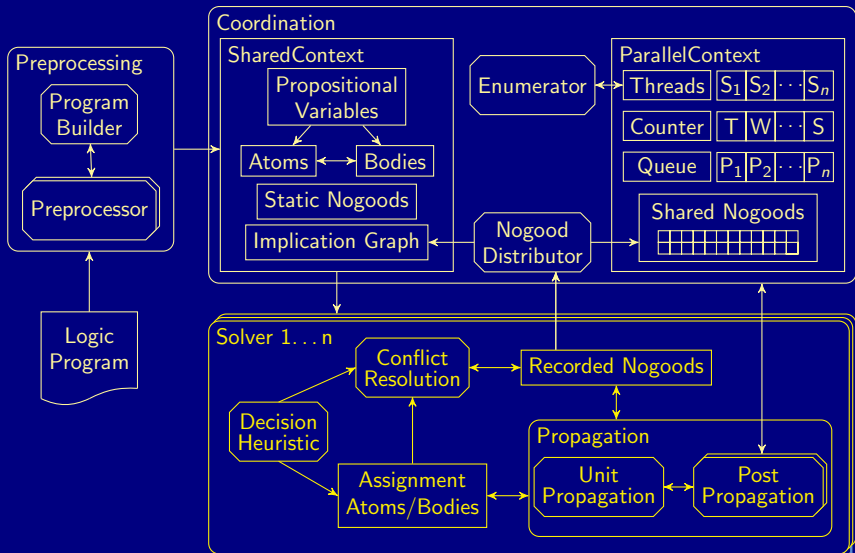 Preprocessing
Program
Builder
Preprocessor
Logic
Program
Coordination
SharedContext
Propositional
Variables
Atoms
Bodies
Static Nogoods
Implication Graph
Enumerator
Nogood
Distributor
ParallelContext
Threads S₁ S₂ ··· Sₙ
Counter T W ··· S
Queue P₁ P₂ ··· Pₙ
Shared Nogoods
Solver 1...n
Conflict
Resolution
Recorded Nogoods
Decision
Heuristic
Assignment
Atoms/Bodies
Propagation
Unit
Propagation
Post
Propagation